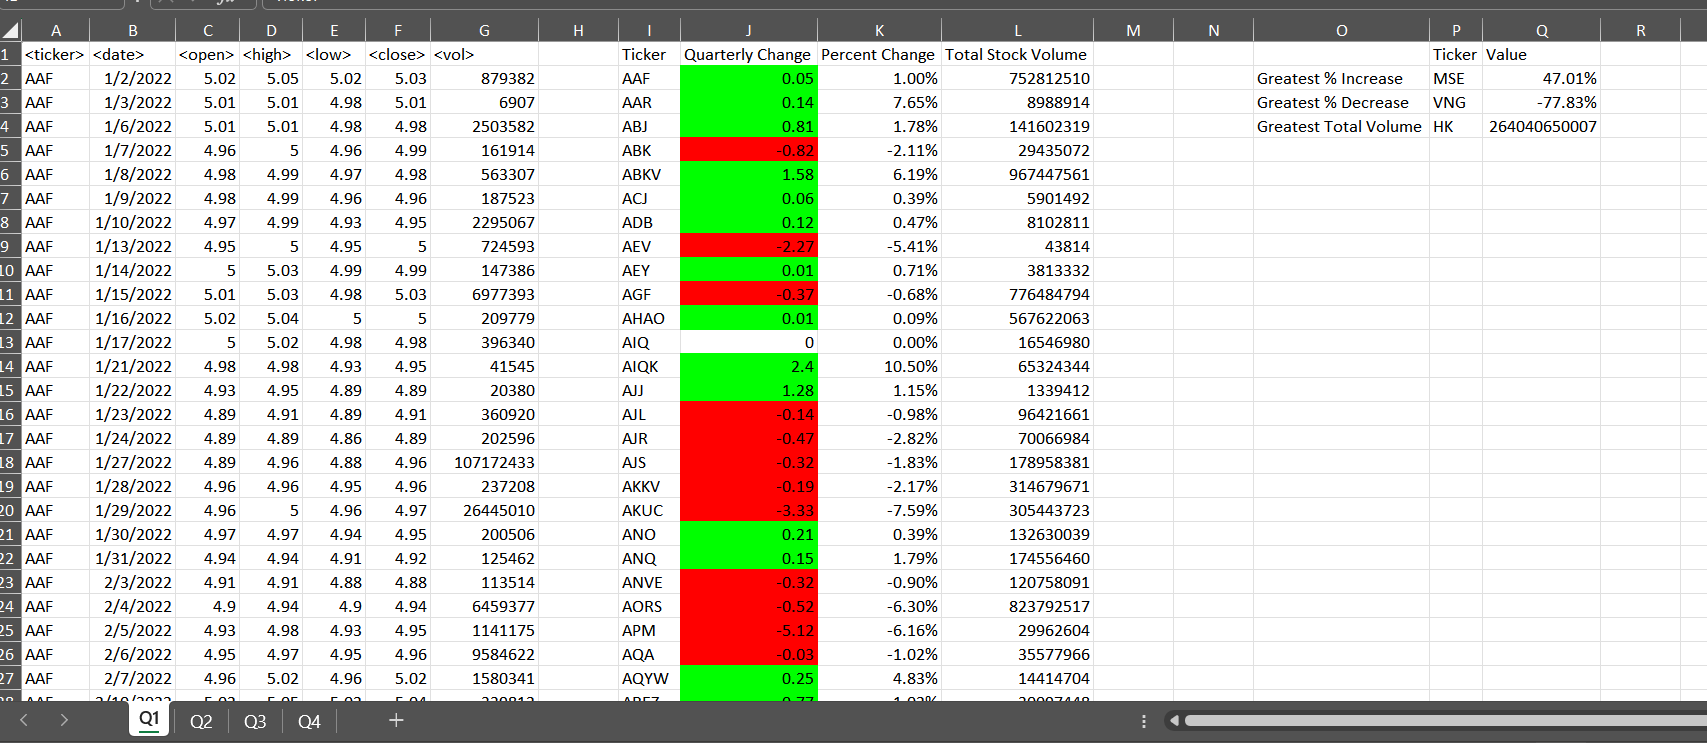 A B C D E F G H I J K L M N O P Q R
1 <ticker> <date> <open> <high> <low> <close> <vol> Ticker Quarterly Change Percent Change Total Stock Volume Ticker Value
2 AAF 1/2/2022 5.02 5.05 5.02 5.03 879382 AAF 0.05 1.00% 752812510 Greatest % Increase MSE 47.01%
3 AAF 1/3/2022 5.01 5.01 4.98 5.01 6907 AAR 0.14 7.65% 8988914 Greatest % Decrease VNG -77.83%
4 AAF 1/6/2022 5.01 5.01 4.98 4.98 2503582 ABJ 0.81 1.78% 141602319 Greatest Total Volume HK 264040650007
5 AAF 1/7/2022 4.96 5 4.96 4.99 161914 ABK -0.82 -2.11% 29435072
6 AAF 1/8/2022 4.98 4.99 4.97 4.98 563307 ABKV 1.58 6.19% 967447561
7 AAF 1/9/2022 4.98 4.99 4.96 4.96 187523 ACJ 0.06 0.39% 5901492
8 AAF 1/10/2022 4.97 4.99 4.93 4.95 2295067 ADB 0.12 0.47% 8102811
9 AAF 1/13/2022 4.95 5 4.95 5 724593 AEV -2.27 -5.41% 43814
10 AAF 1/14/2022 5 5.03 4.99 4.99 147386 AEY 0.01 0.71% 3813332
11 AAF 1/15/2022 5.01 5.03 4.98 5.03 6977393 AGF -0.37 -0.68% 776484794
12 AAF 1/16/2022 5.02 5.04 5 5 209779 AHAO 0.01 0.09% 567622063
13 AAF 1/17/2022 5 5.02 4.98 4.98 396340 AIQ 0 0.00% 16546980
14 AAF 1/21/2022 4.98 4.98 4.93 4.95 41545 AIQK 2.4 10.50% 65324344
15 AAF 1/22/2022 4.93 4.95 4.89 4.89 20380 AJJ 1.28 1.15% 1339412
16 AAF 1/23/2022 4.89 4.91 4.89 4.91 360920 AJL -0.14 -0.98% 96421661
17 AAF 1/24/2022 4.89 4.89 4.86 4.89 202596 AJR -0.47 -2.82% 70066984
18 AAF 1/27/2022 4.89 4.96 4.88 4.96 107172433 AJS -0.32 -1.83% 178958381
19 AAF 1/28/2022 4.96 4.96 4.95 4.96 237208 AKKV -0.19 -2.17% 314679671
20 AAF 1/29/2022 4.96 5 4.96 4.97 26445010 AKUC -3.33 -7.59% 305443723
21 AAF 1/30/2022 4.97 4.97 4.94 4.95 200506 ANO 0.21 0.39% 132630039
22 AAF 1/31/2022 4.94 4.94 4.91 4.92 125462 ANQ 0.15 1.79% 174556460
23 AAF 2/3/2022 4.91 4.91 4.88 4.88 113514 ANVE -0.32 -0.90% 120758091
24 AAF 2/4/2022 4.9 4.94 4.9 4.94 6459377 AORS -0.52 -6.30% 823792517
25 AAF 2/5/2022 4.93 4.98 4.93 4.95 1141175 APM -5.12 -6.16% 29962604
26 AAF 2/6/2022 4.95 4.97 4.95 4.96 9584622 AQA -0.03 -1.02% 35577966
27 AAF 2/7/2022 4.96 5.02 4.96 5.02 1580341 AQYW 0.25 4.83% 14414704
Q1 Q2 Q3 Q4